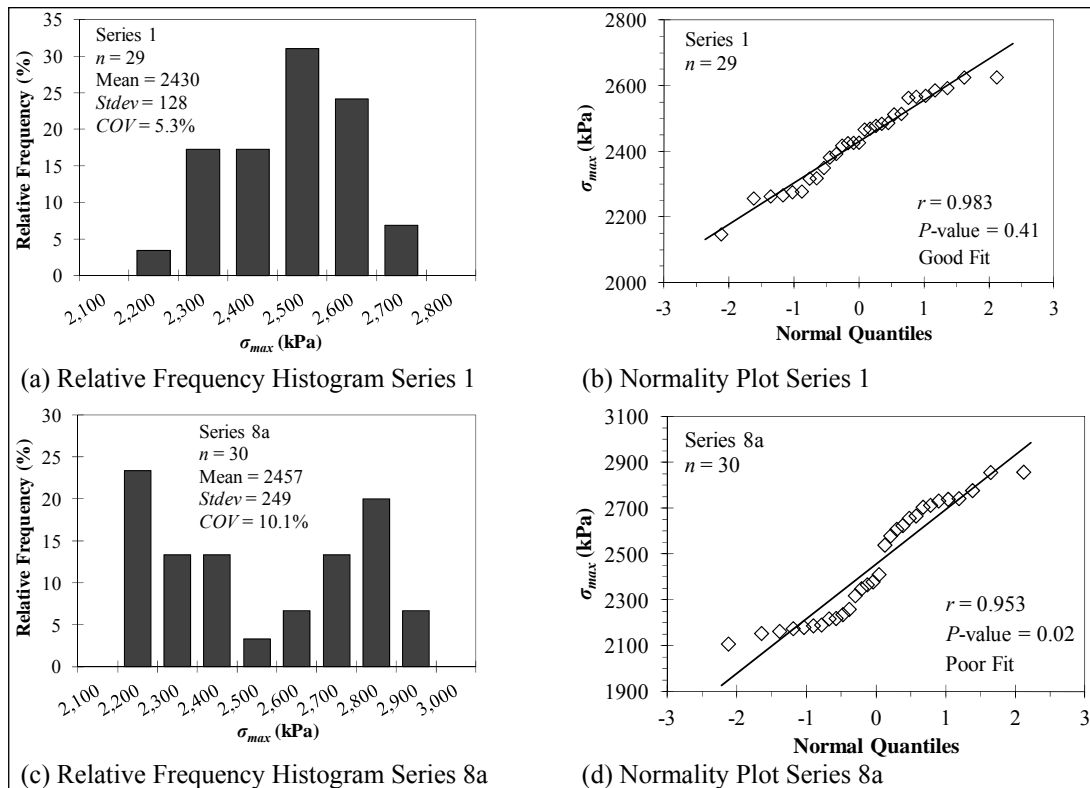 Series 1
n = 29
Mean = 2430
Stdev = 128
COV = 5.3%
Relative Frequency (%)
35
30
25
20
15
10
5
0
2,100
2,200
2,300
2,400
2,500
2,600
2,700
2,800
σmax (kPa)
(a) Relative Frequency Histogram Series 1
Series 1
n = 29
σmax (kPa)
2800
2600
2400
2200
2000
r = 0.983
P-value = 0.41
Good Fit
-3
-2
-1
0
1
2
3
Normal Quantiles
(b) Normality Plot Series 1
Series 8a
n = 30
Mean = 2457
Stdev = 249
COV = 10.1%
Relative Frequency (%)
30
25
20
15
10
5
0
2,100
2,200
2,300
2,400
2,500
2,600
2,700
2,800
2,900
3,000
σmax (kPa)
(c) Relative Frequency Histogram Series 8a
Series 8a
n = 30
σmax (kPa)
3100
2900
2700
2500
2300
2100
1900
r = 0.953
P-value = 0.02
Poor Fit
-3
-2
-1
0
1
2
3
Normal Quantiles
(d) Normality Plot Series 8a